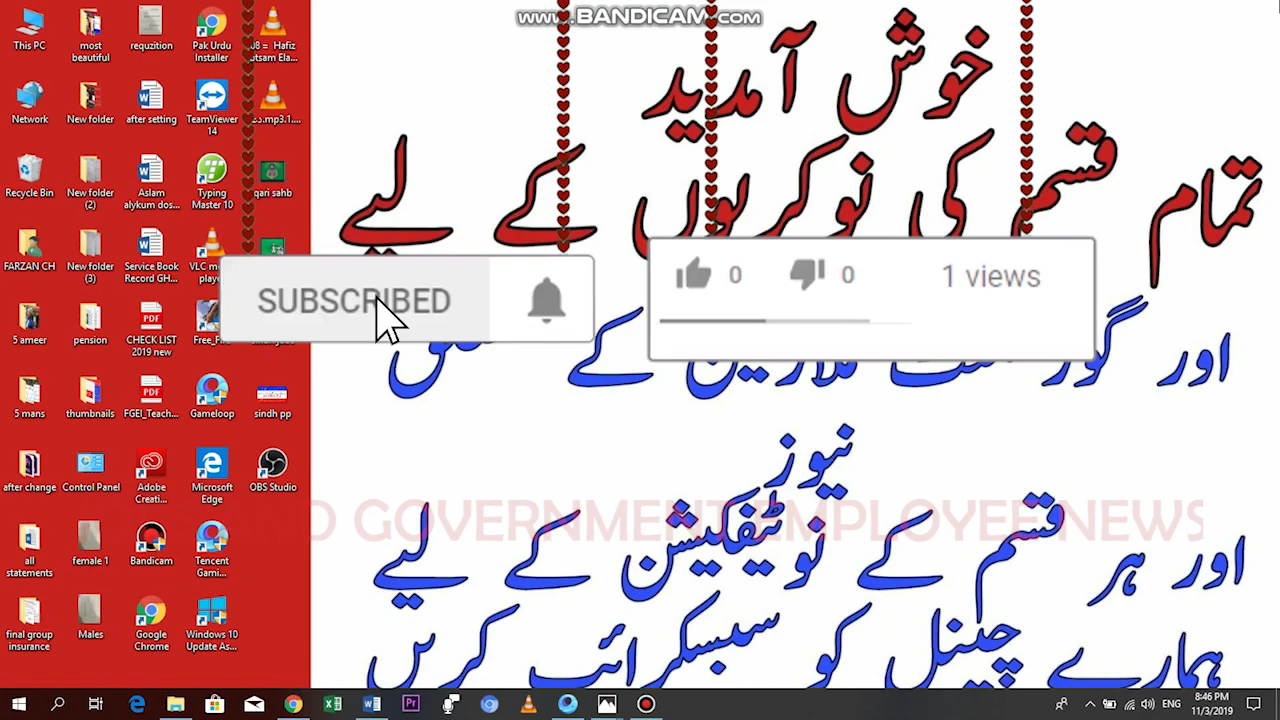 www.BANDICAM.com
خوش آمدید
تمام قسم کی نوکریوں کے لیے
0 0 1 views
SUBSCRIBED
اور گورنمنٹ ملازمین کے متعلق
نیوز
AND GOVERNMENT EMPLOYEE NEWS
اور ہر قسم کے نوٹیفکیشن کے لیے
ہمارے چینل کو سبسکرائب کریں
This PC
most beautiful
requzition
Pak Urdu Installer
Network
New folder
after setting
TeamViewer 14
Recycle Bin
New folder (2)
Aslam alykum dos...
Typing Master 10
qari sahb
FARZAN CH
New folder (3)
Service Book Record GH...
5 ameer
pension
CHECK LIST 2019 new
5 mans
thumbnails
FGEI_Teach...
Gameloop
sindh pp
after change
Control Panel
Adobe Creati...
Microsoft Edge
OBS Studio
all statements
female 1
Bandicam
Tencent Gami...
final group insurance
Males
Google Chrome
Windows 10 Update As...
ENG
8:46 PM
11/3/2019